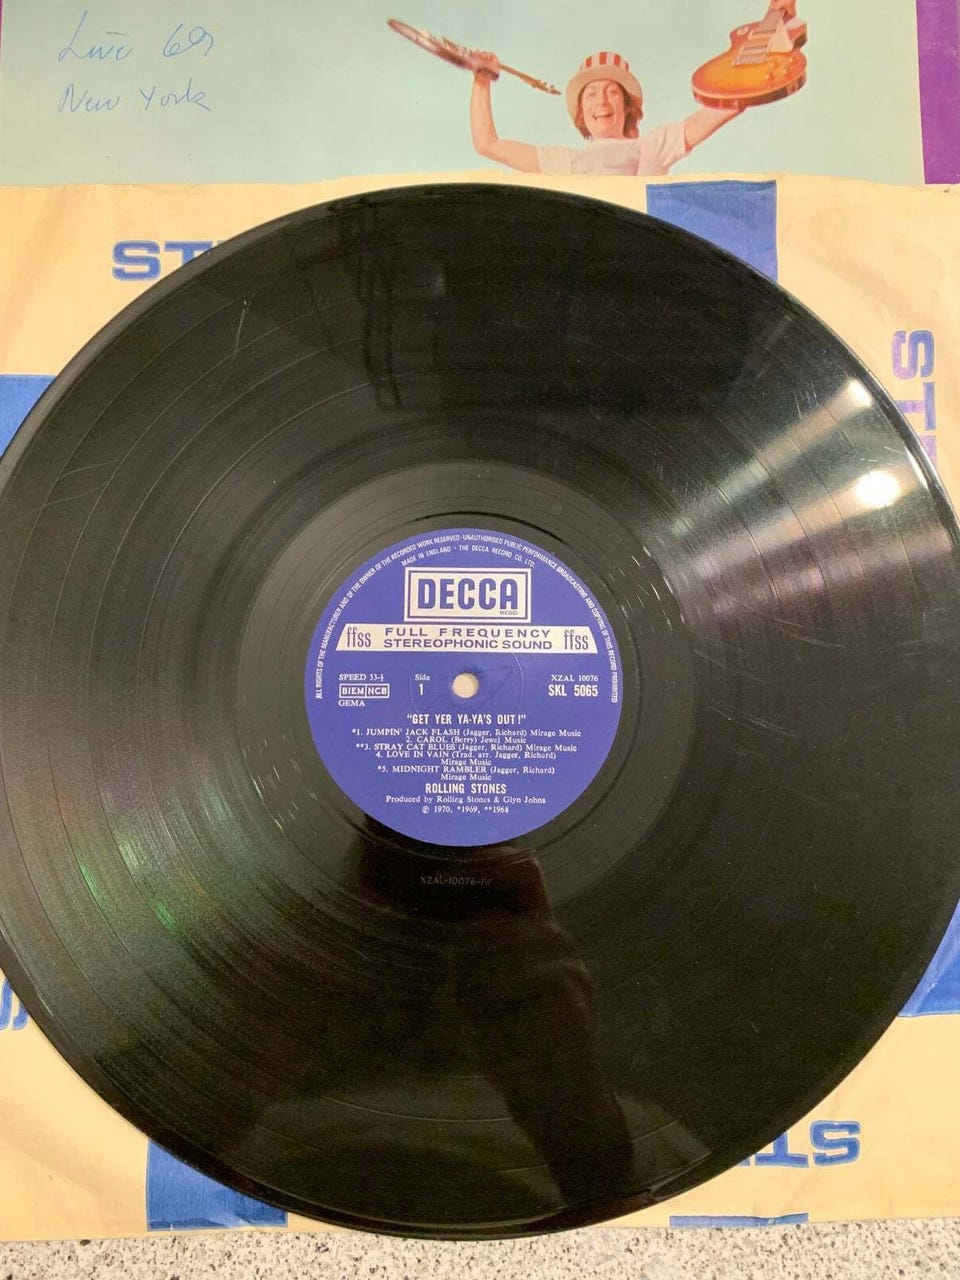 Live 69
New York
ALL RIGHTS OF THE MANUFACTURER AND OF THE OWNER OF THE RECORDED WORK RESERVED · UNAUTHORISED PUBLIC PERFORMANCE BROADCASTING AND COPYING OF THIS RECORD PROHIBITED
MADE IN ENGLAND · THE DECCA RECORD CO. LTD.
DECCA
REGD.
ffss FULL FREQUENCY STEREOPHONIC SOUND ffss
SPEED 33⅓ Side XZAL 10076
BIEM/NCB 1 SKL 5065
GEMA
"GET YER YA-YA'S OUT!"
*1. JUMPIN' JACK FLASH (Jagger, Richard) Mirage Music
2. CAROL (Berry) Jewel Music
**3. STRAY CAT BLUES (Jagger, Richard) Mirage Music
4. LOVE IN VAIN (Trad. arr. Jagger, Richard)
Mirage Music
*5. MIDNIGHT RAMBLER (Jagger, Richard)
Mirage Music
ROLLING STONES
Produced by Rolling Stones & Glyn Johns
℗ 1970, *1969, **1968